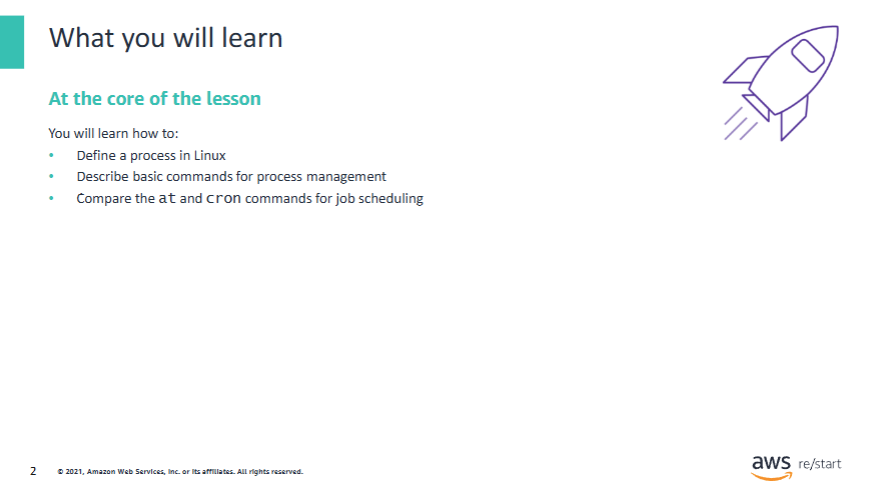 What you will learn
At the core of the lesson
You will learn how to:
• Define a process in Linux
• Describe basic commands for process management
• Compare the at and cron commands for job scheduling
2 © 2021, Amazon Web Services, Inc. or its affiliates. All rights reserved.
aws re/start